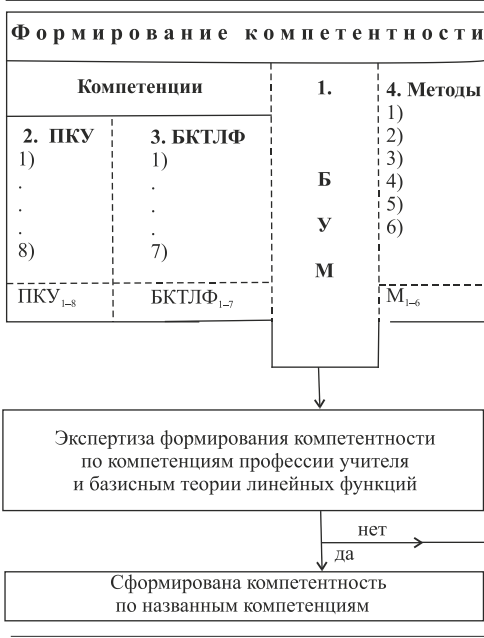 Формирование компетентности
Компетенции
2. ПКУ
1)
.
.
.
8)
ПКУ1–8
3. БКТЛФ
1)
.
.
.
7)
БКТЛФ1–7
1.
Б
У
М
4. Методы
1)
2)
3)
4)
5)
6)
М1–6
Экспертиза формирования компетентности
по компетенциям профессии учителя
и базисным теории линейных функций
нет
да
Сформирована компетентность
по названным компетенциям